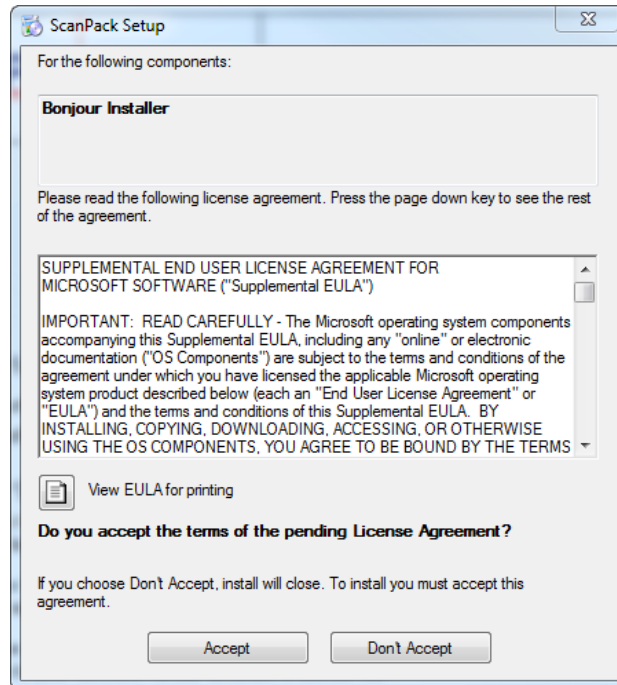 ScanPack Setup
For the following components:
Bonjour Installer
Please read the following license agreement. Press the page down key to see the rest
of the agreement.
SUPPLEMENTAL END USER LICENSE AGREEMENT FOR
MICROSOFT SOFTWARE ("Supplemental EULA")
IMPORTANT: READ CAREFULLY - The Microsoft operating system components
accompanying this Supplemental EULA, including any "online" or electronic
documentation ("OS Components") are subject to the terms and conditions of the
agreement under which you have licensed the applicable Microsoft operating
system product described below (each an "End User License Agreement" or
"EULA") and the terms and conditions of this Supplemental EULA. BY
INSTALLING, COPYING, DOWNLOADING, ACCESSING, OR OTHERWISE
USING THE OS COMPONENTS, YOU AGREE TO BE BOUND BY THE TERMS
View EULA for printing
Do you accept the terms of the pending License Agreement?
If you choose Don't Accept, install will close. To install you must accept this
agreement.
Accept
Don't Accept